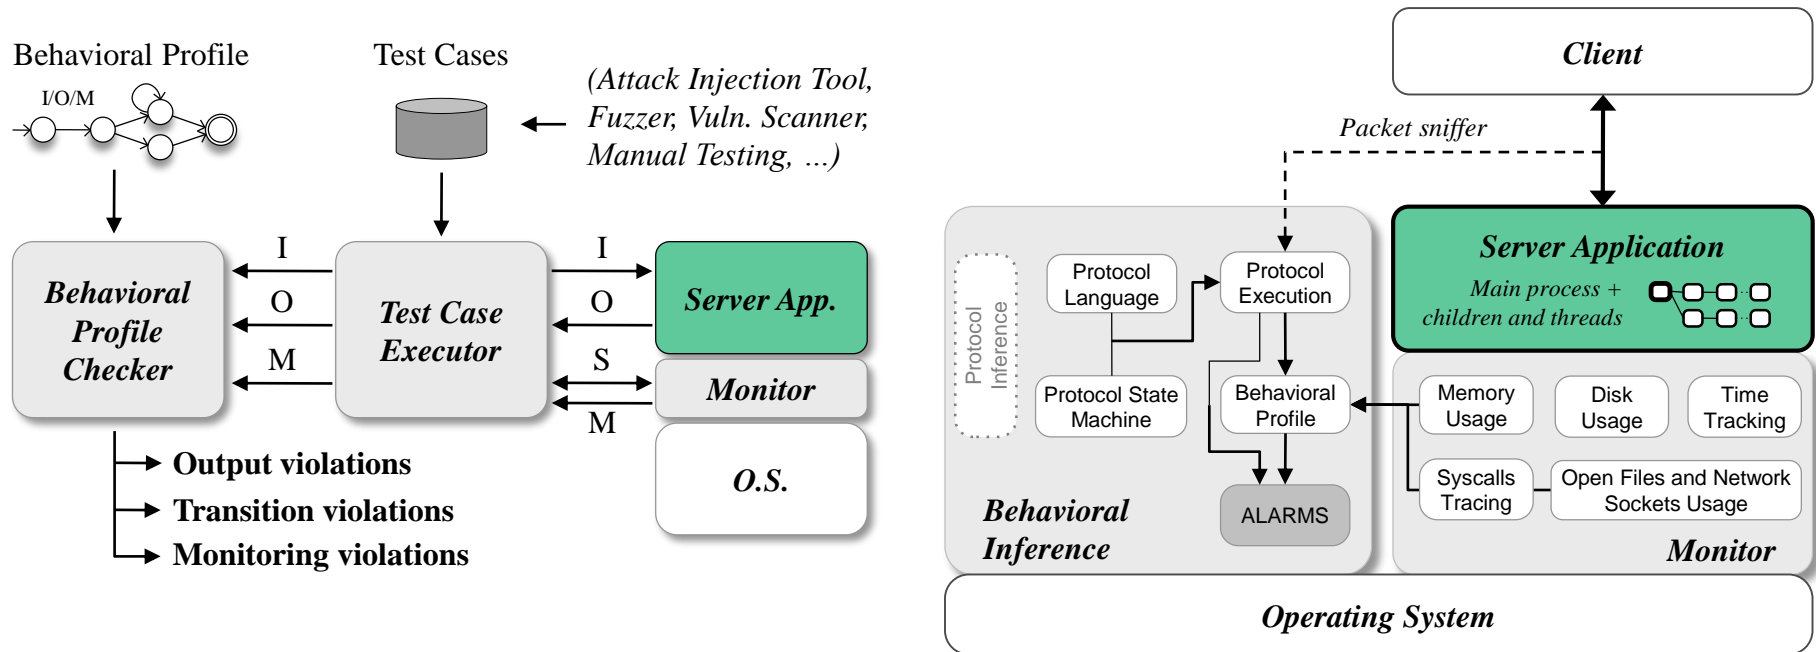 Behavioral Profile
I/O/M
Test Cases
(Attack Injection Tool,
Fuzzer, Vuln. Scanner,
Manual Testing, ...)
Behavioral
Profile
Checker
I
O
M
Test Case
Executor
I
O
S
M
Server App.
Monitor
O.S.
Output violations
Transition violations
Monitoring violations
Client
Packet sniffer
Protocol
Inference
Protocol
Language
Protocol
Execution
Protocol State
Machine
Behavioral
Profile
ALARMS
Behavioral
Inference
Server Application
Main process +
children and threads
Memory
Usage
Disk
Usage
Time
Tracking
Syscalls
Tracing
Open Files and Network
Sockets Usage
Monitor
Operating System